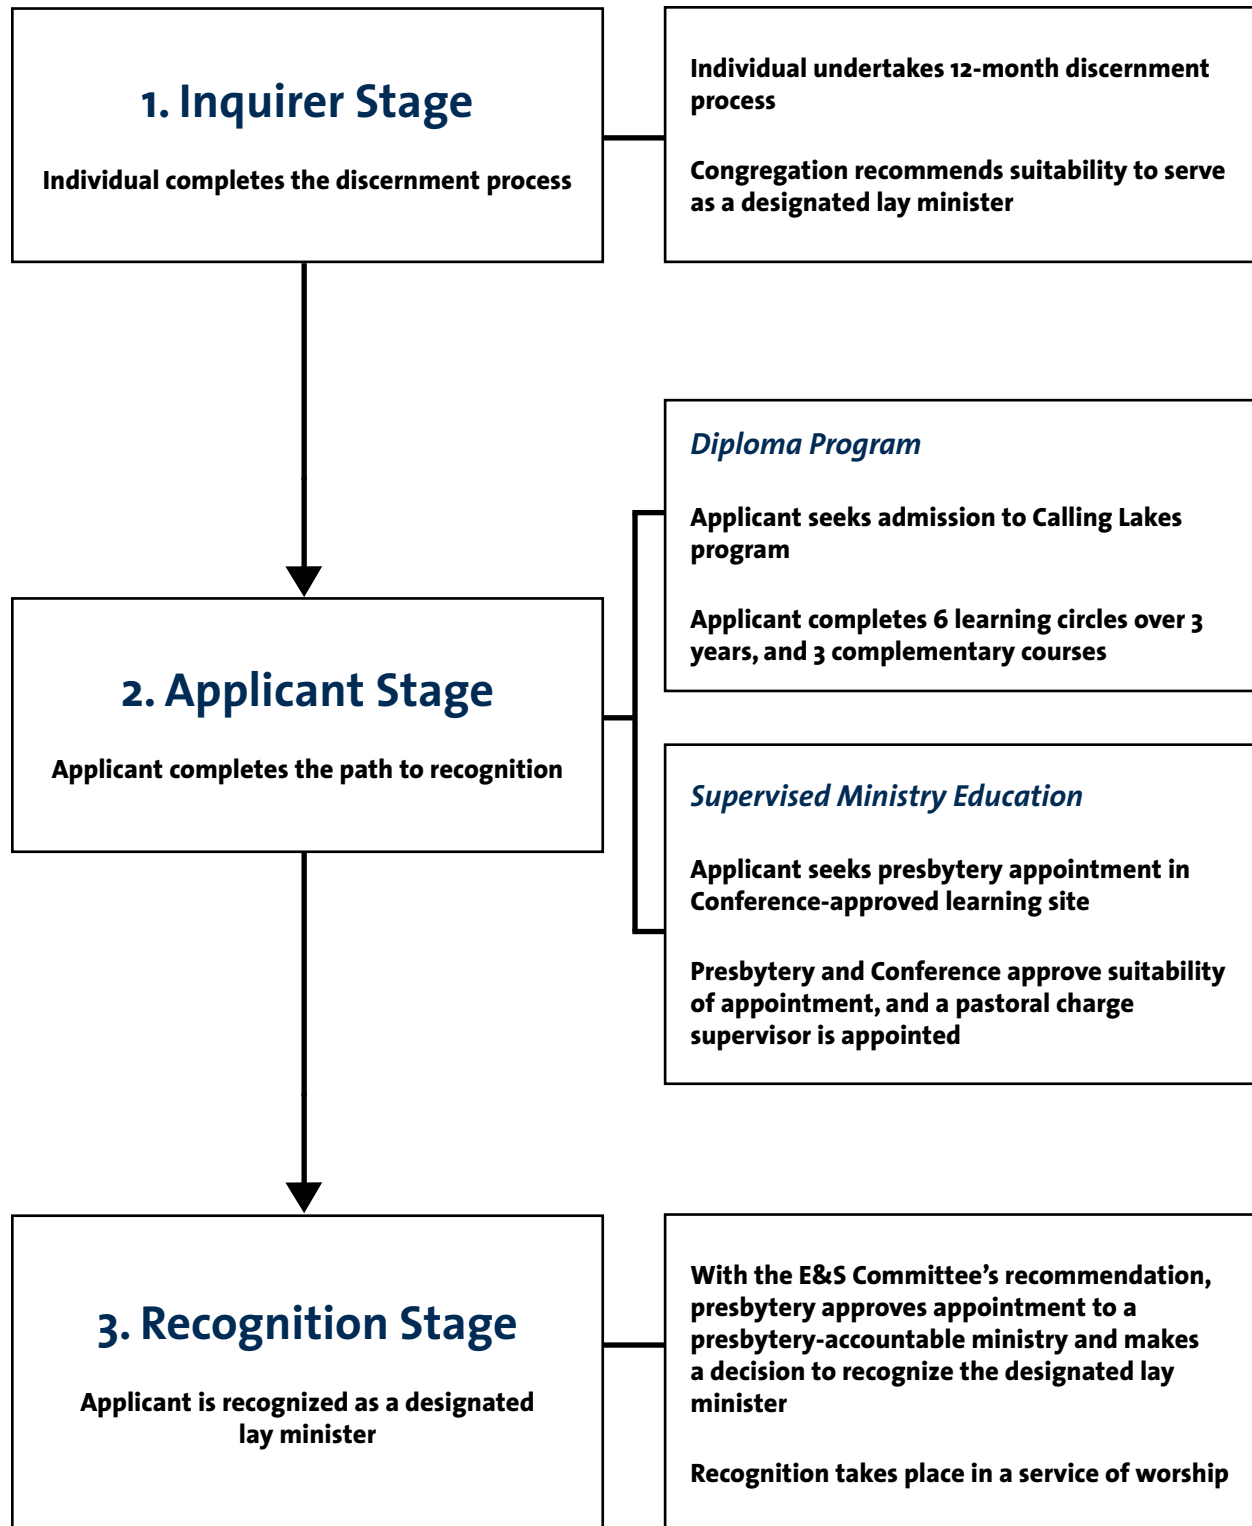 1. Inquirer Stage
Individual completes the discernment process
Individual undertakes 12-month discernment
process
Congregation recommends suitability to serve
as a designated lay minister
2. Applicant Stage
Applicant completes the path to recognition
Diploma Program
Applicant seeks admission to Calling Lakes
program
Applicant completes 6 learning circles over 3
years, and 3 complementary courses
Supervised Ministry Education
Applicant seeks presbytery appointment in
Conference-approved learning site
Presbytery and Conference approve suitability
of appointment, and a pastoral charge
supervisor is appointed
3. Recognition Stage
Applicant is recognized as a designated
lay minister
With the E&S Committee’s recommendation,
presbytery approves appointment to a
presbytery-accountable ministry and makes
a decision to recognize the designated lay
minister
Recognition takes place in a service of worship